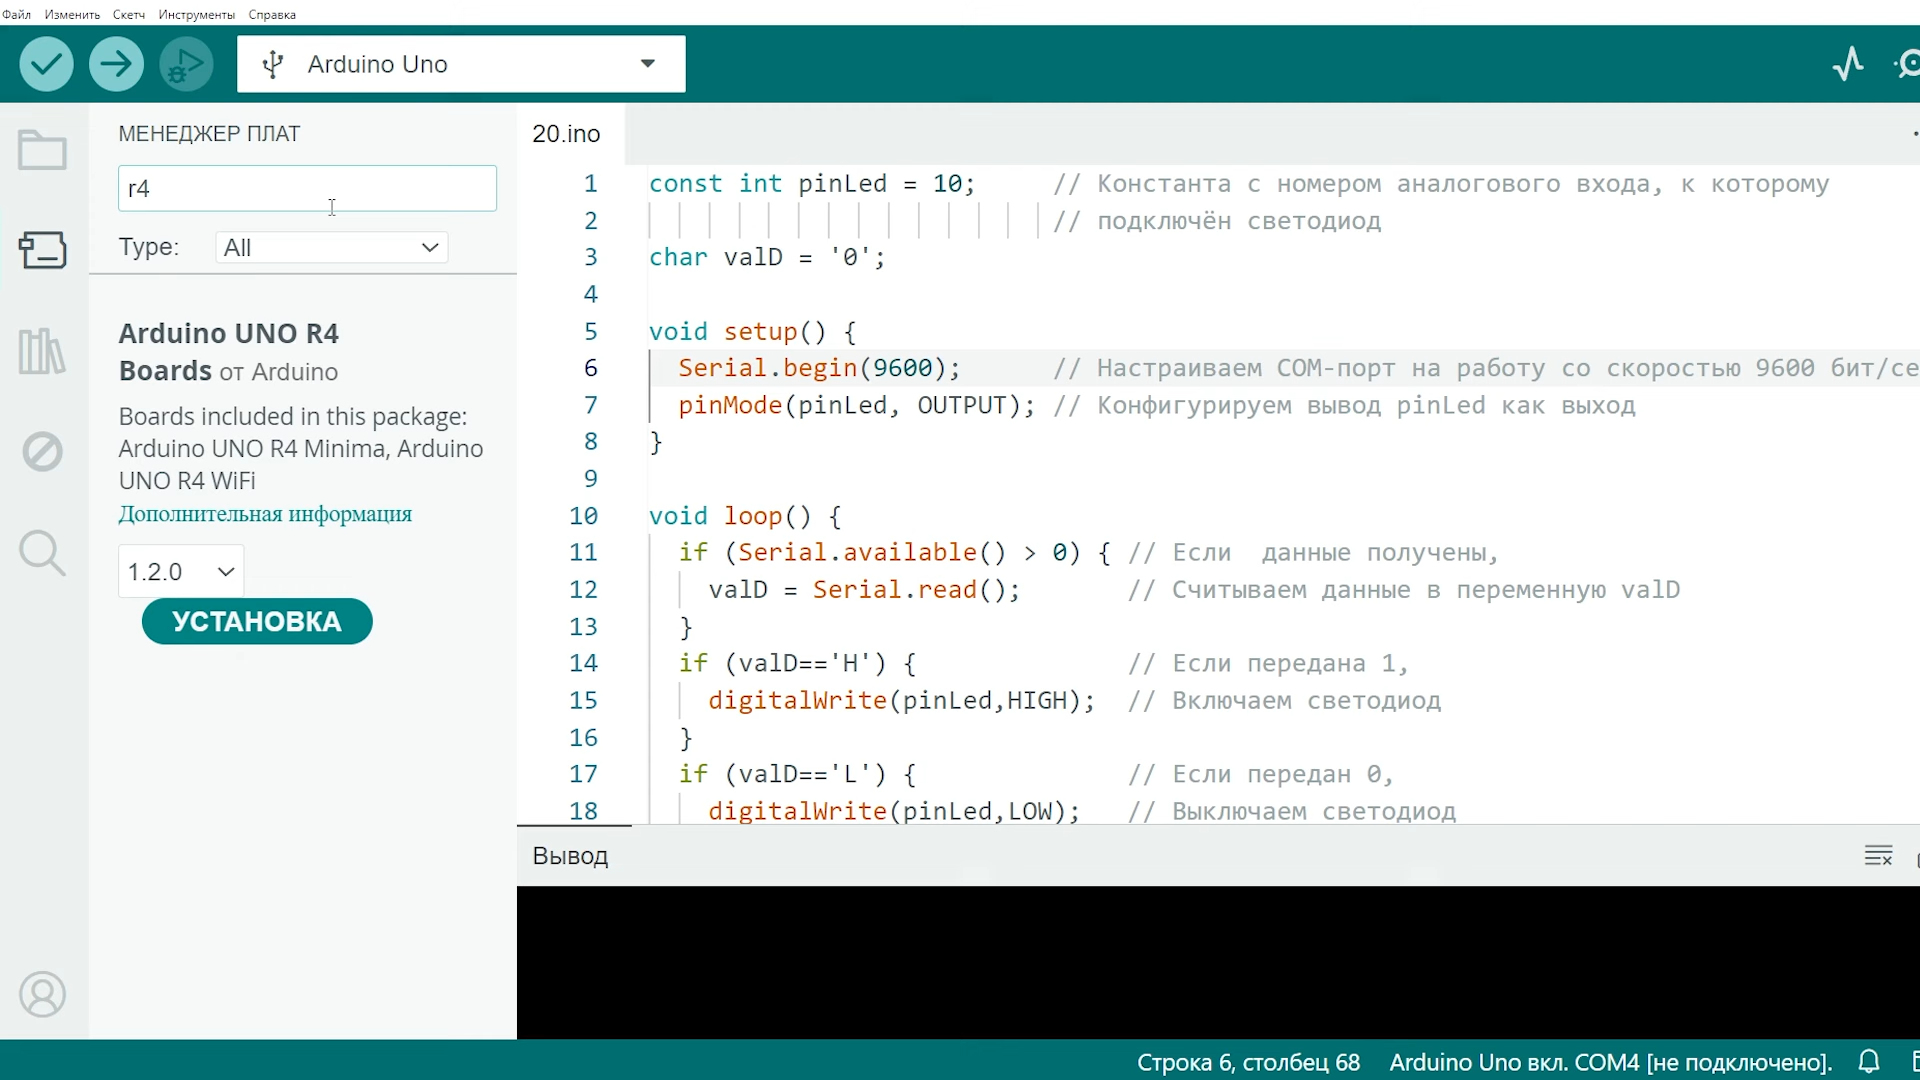 Файл Изменить Скетч Инструменты Справка
Arduino Uno
МЕНЕДЖЕР ПЛАТ
r4
Type: All
Arduino UNO R4
Boards от Arduino
Boards included in this package:
Arduino UNO R4 Minima, Arduino
UNO R4 WiFi
Дополнительная информация
1.2.0
УСТАНОВКА
20.ino
1 const int pinLed = 10; // Константа с номером аналогового входа, к которому
2 // подключён светодиод
3 char valD = '0';
4
5 void setup() {
6 Serial.begin(9600); // Настраиваем COM-порт на работу со скоростью 9600 бит/се
7 pinMode(pinLed, OUTPUT); // Конфигурируем вывод pinLed как выход
8 }
9
10 void loop() {
11 if (Serial.available() > 0) { // Если  данные получены,
12 valD = Serial.read(); // Считываем данные в переменную valD
13 }
14 if (valD=='H') { // Если передана 1,
15 digitalWrite(pinLed,HIGH); // Включаем светодиод
16 }
17 if (valD=='L') { // Если передан 0,
18 digitalWrite(pinLed,LOW); // Выключаем светодиод
Вывод
Строка 6, столбец 68 Arduino Uno вкл. COM4 [не подключено].